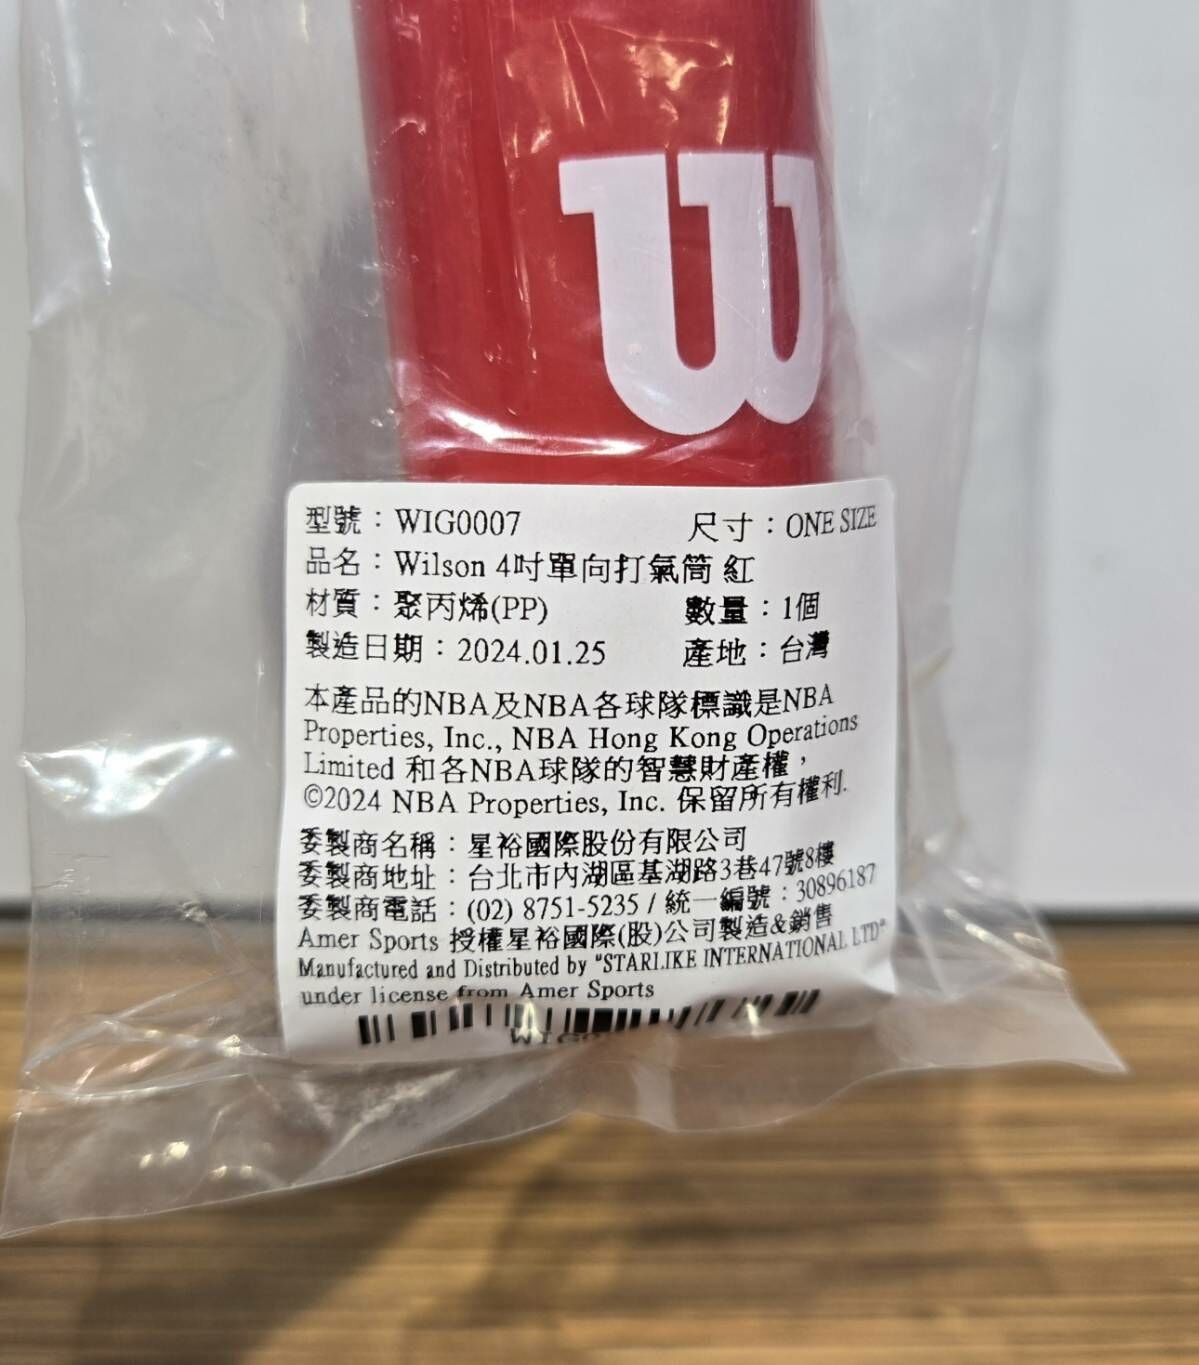 W
型號：WIG0007 尺寸：ONE SIZE
品名：Wilson 4吋單向打氣筒 紅
材質：聚丙烯(PP) 數量：1個
製造日期：2024.01.25 產地：台灣
本產品的NBA及NBA各球隊標識是NBA
Properties, Inc., NBA Hong Kong Operations
Limited 和各NBA球隊的智慧財產權，
©2024 NBA Properties, Inc. 保留所有權利.
委製商名稱：星裕國際股份有限公司
委製商地址：台北市內湖區基湖路3巷47號8樓
委製商電話：(02) 8751-5235 / 統一編號：30896187
Amer Sports 授權星裕國際(股)公司製造&銷售
Manufactured and Distributed by "STARLIKE INTERNATIONAL LTD"
under license from Amer Sports